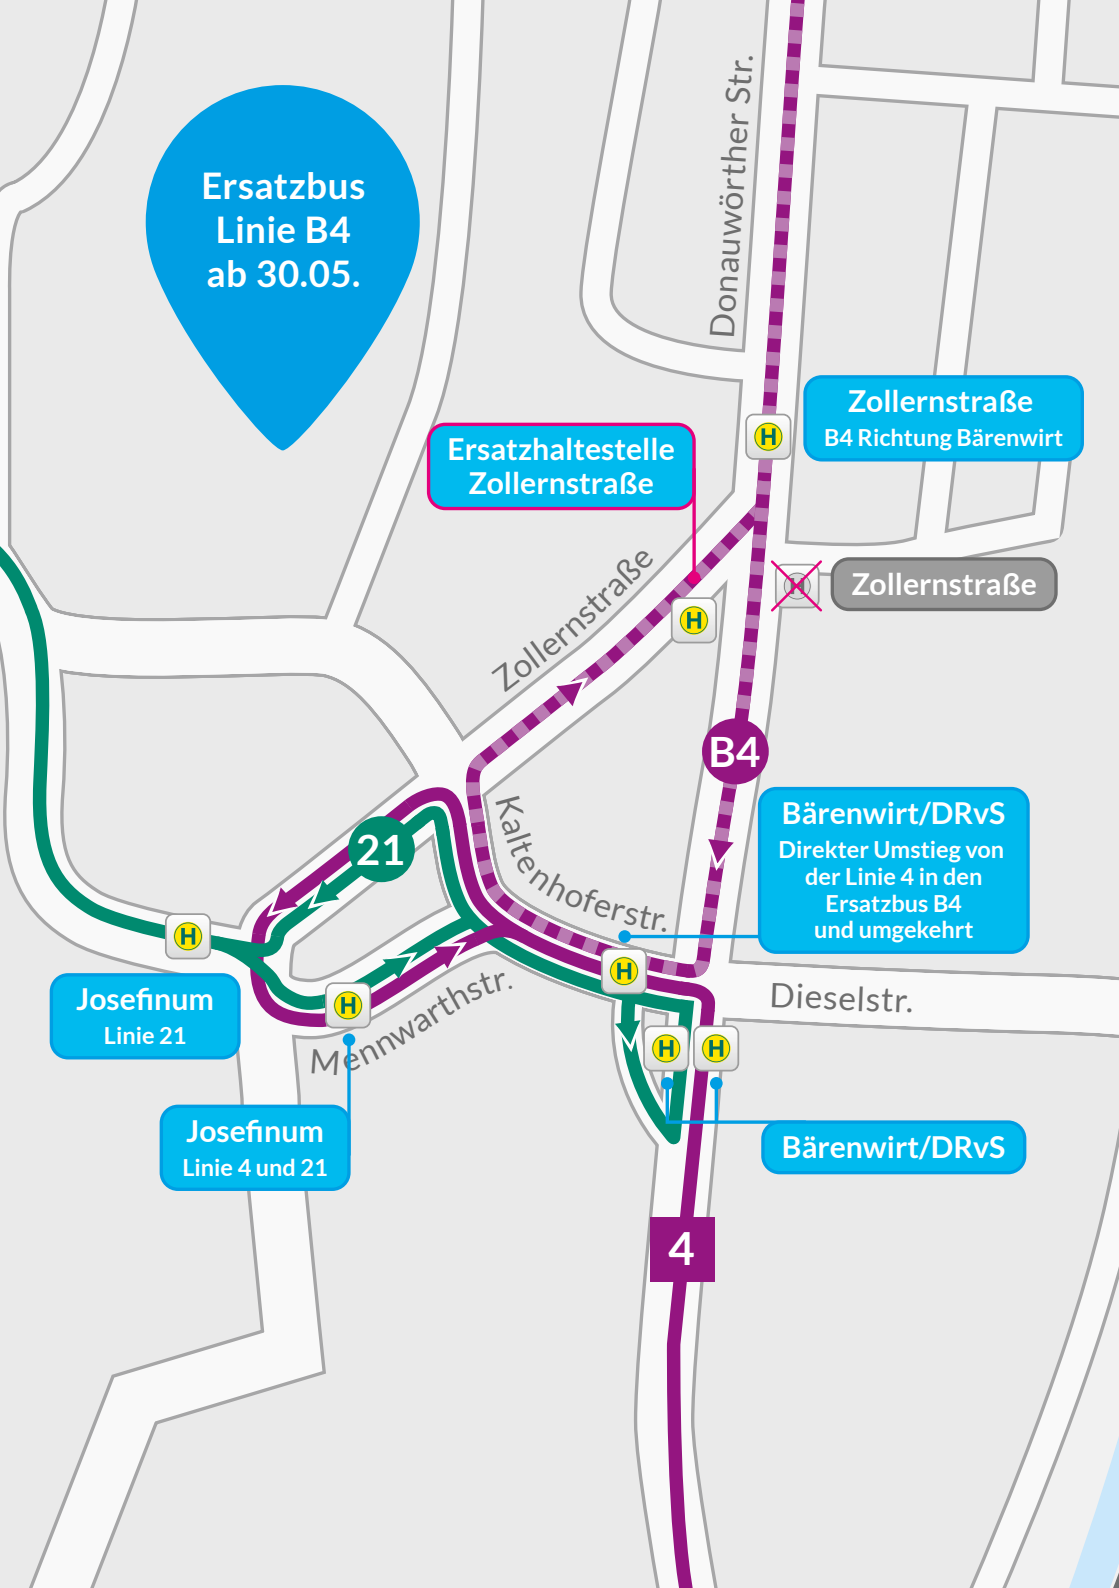 Ersatzbus
Linie B4
ab 30.05.
Donauwörther Str.
Zollernstraße
B4 Richtung Bärenwirt
H
Ersatzhaltestelle
Zollernstraße
Zollernstraße
H
H
Zollernstraße
B4
Bärenwirt/DRvS
Direkter Umstieg von
der Linie 4 in den
Ersatzbus B4
und umgekehrt
Kaltenhoferstr.
21
H
H
Josefinum
Linie 21
H
Mennwarthstr.
Dieselstr.
H
H
Josefinum
Linie 4 und 21
Bärenwirt/DRvS
4